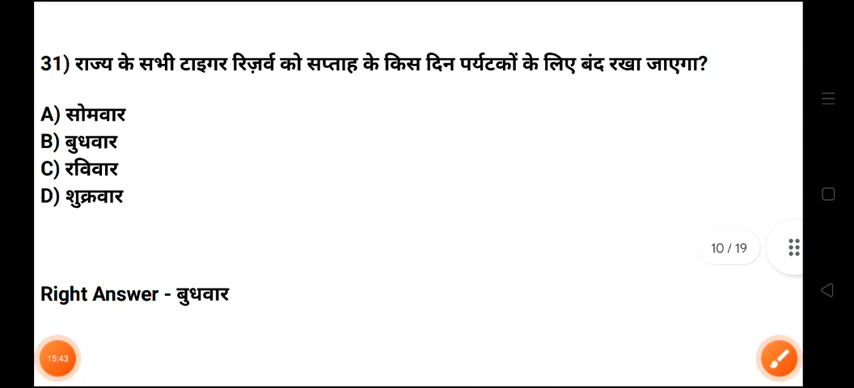 31) राज्य के सभी टाइगर रिज़र्व को सप्ताह के किस दिन पर्यटकों के लिए बंद रखा जाएगा?
A) सोमवार
B) बुधवार
C) रविवार
D) शुक्रवार
10 / 19
Right Answer - बुधवार
15:43